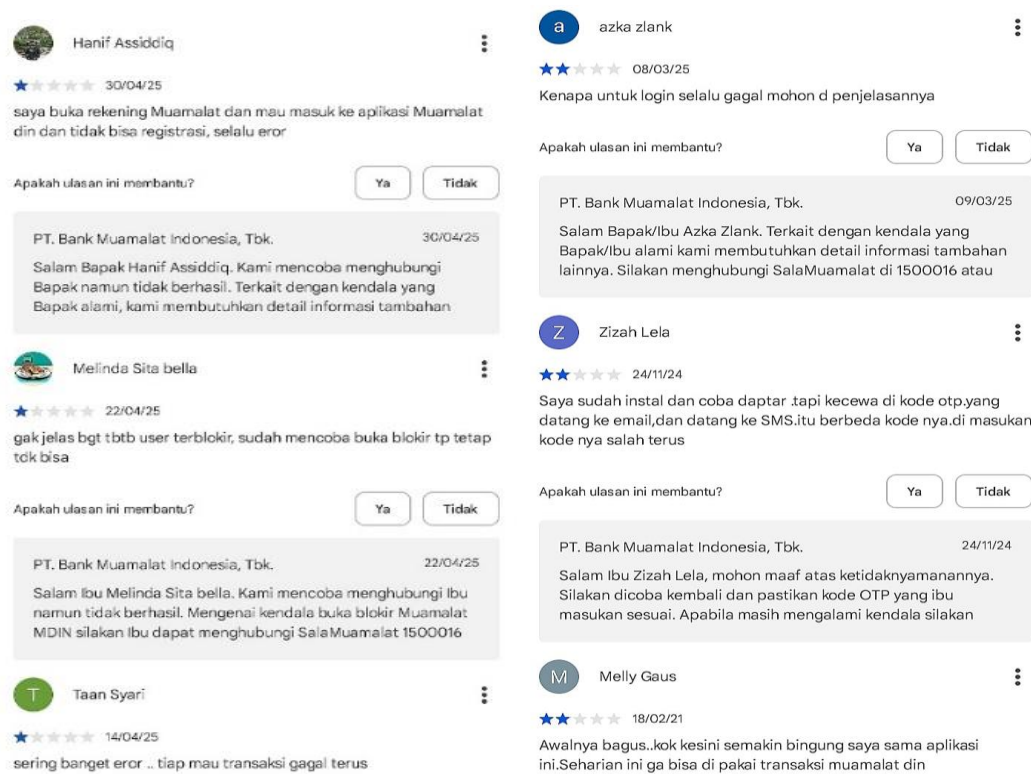 Hanif Assiddiq
30/04/25
saya buka rekening Muamalat dan mau masuk ke aplikasi Muamalat
din dan tidak bisa registrasi, selalu eror
Apakah ulasan ini membantu?
Ya
Tidak
PT. Bank Muamalat Indonesia, Tbk.
30/04/25
Salam Bapak Hanif Assiddiq. Kami mencoba menghubungi
Bapak namun tidak berhasil. Terkait dengan kendala yang
Bapak alami, kami membutuhkan detail informasi tambahan
Melinda Sita bella
22/04/25
gak jelas bgt tbtb user terblokir, sudah mencoba buka blokir tp tetap
tdk bisa
Apakah ulasan ini membantu?
Ya
Tidak
PT. Bank Muamalat Indonesia, Tbk.
22/04/25
Salam Ibu Melinda Sita bella. Kami mencoba menghubungi Ibu
namun tidak berhasil. Mengenai kendala buka blokir Muamalat
MDIN silakan Ibu dapat menghubungi SalaMuamalat 1500016
T
Taan Syari
14/04/25
sering banget eror .. tiap mau transaksi gagal terus
a
azka zlank
08/03/25
Kenapa untuk login selalu gagal mohon d penjelasannya
Apakah ulasan ini membantu?
Ya
Tidak
PT. Bank Muamalat Indonesia, Tbk.
09/03/25
Salam Bapak/Ibu Azka Zlank. Terkait dengan kendala yang
Bapak/Ibu alami kami membutuhkan detail informasi tambahan
lainnya. Silakan menghubungi SalaMuamalat di 1500016 atau
Z
Zizah Lela
24/11/24
Saya sudah instal dan coba daptar .tapi kecewa di kode otp.yang
datang ke email,dan datang ke SMS.itu berbeda kode nya.di masukan
kode nya salah terus
Apakah ulasan ini membantu?
Ya
Tidak
PT. Bank Muamalat Indonesia, Tbk.
24/11/24
Salam Ibu Zizah Lela, mohon maaf atas ketidaknyamanannya.
Silakan dicoba kembali dan pastikan kode OTP yang ibu
masukan sesuai. Apabila masih mengalami kendala silakan
M
Melly Gaus
18/02/21
Awalnya bagus..kok kesini semakin bingung saya sama aplikasi
ini.Seharian ini ga bisa di pakai transaksi muamalat din